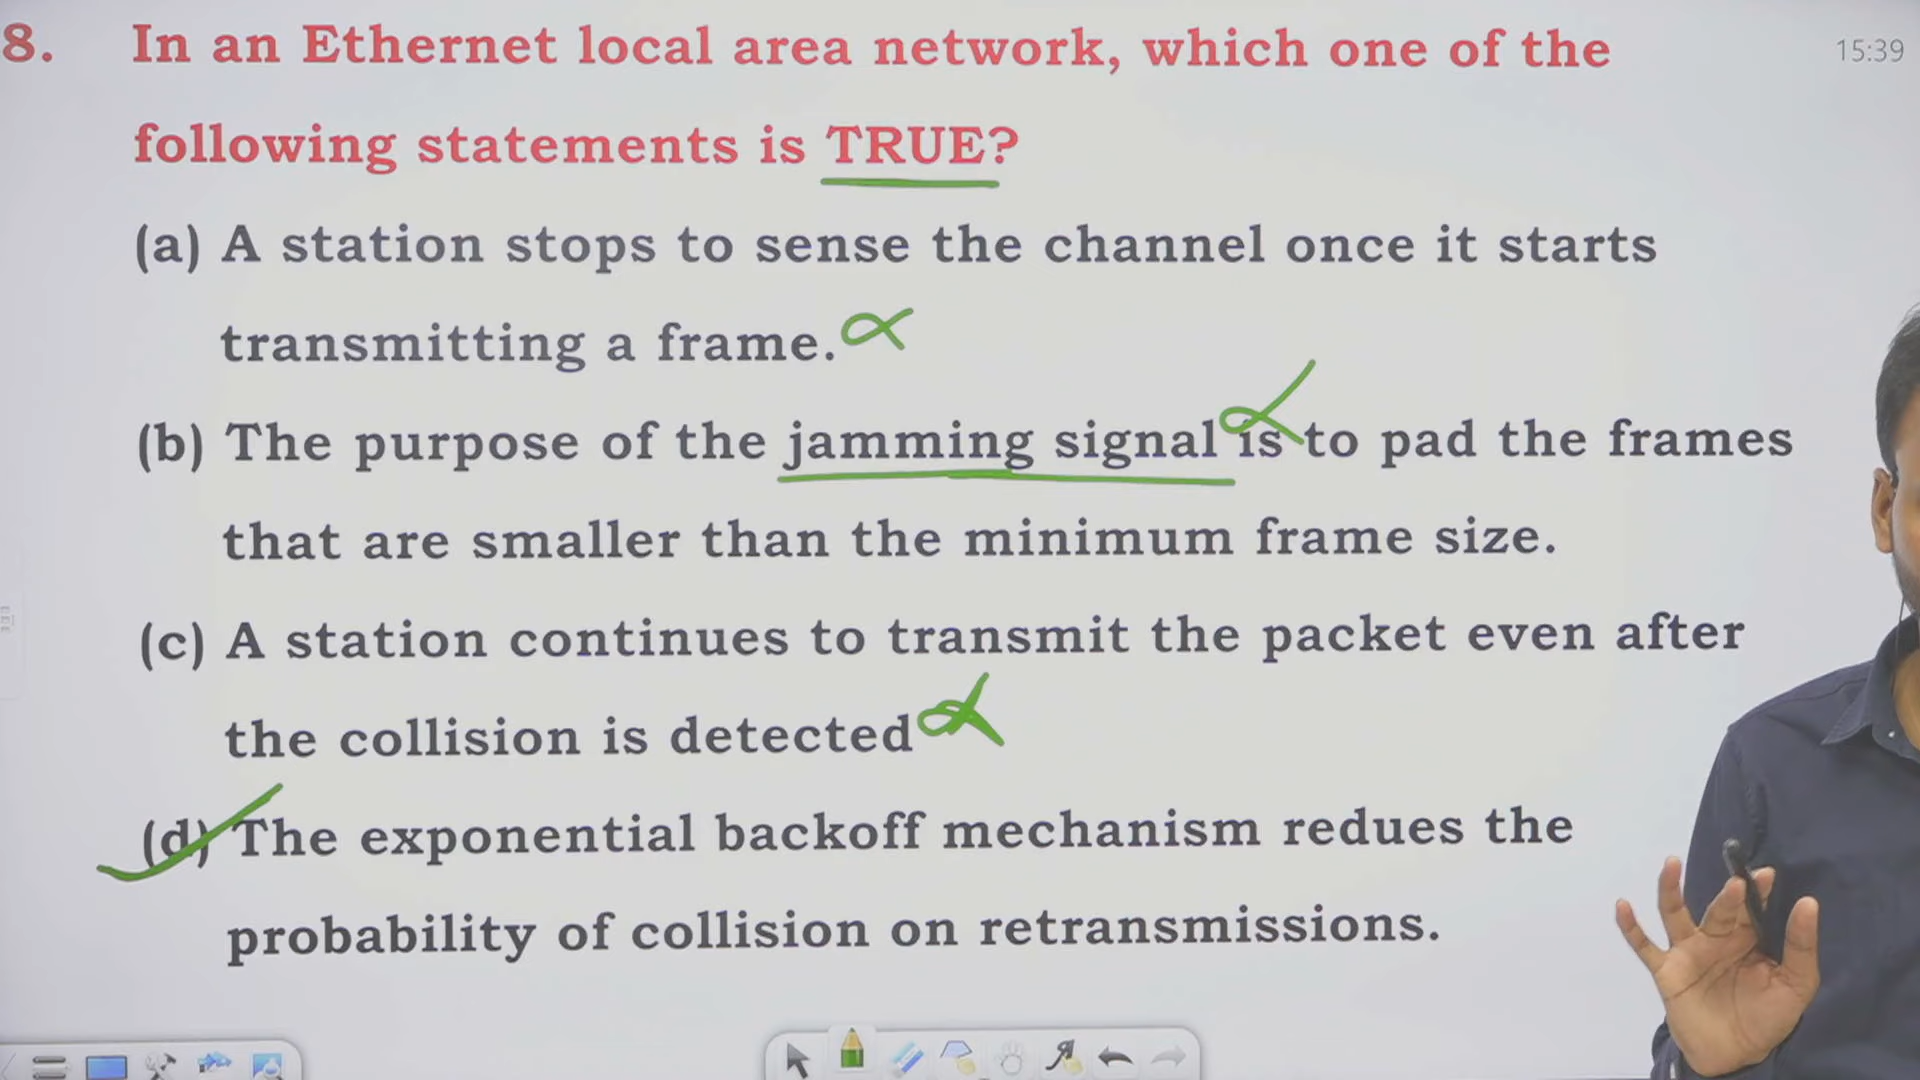 8. In an Ethernet local area network, which one of the
15:39
following statements is TRUE?
(a) A station stops to sense the channel once it starts
transmitting a frame.
(b) The purpose of the jamming signal is to pad the frames
that are smaller than the minimum frame size.
(c) A station continues to transmit the packet even after
the collision is detected
(d) The exponential backoff mechanism redues the
probability of collision on retransmissions.